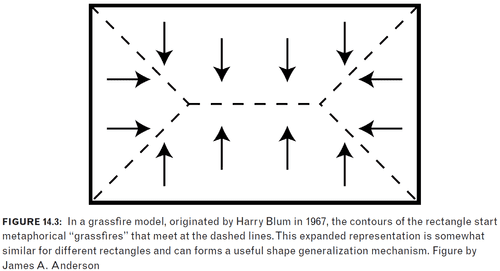 FIGURE 14.3: In a grassfire model, originated by Harry Blum in 1967, the contours of the rectangle start
metaphorical “grassfires” that meet at the dashed lines. This expanded representation is somewhat
similar for different rectangles and can forms a useful shape generalization mechanism. Figure by
James A. Anderson